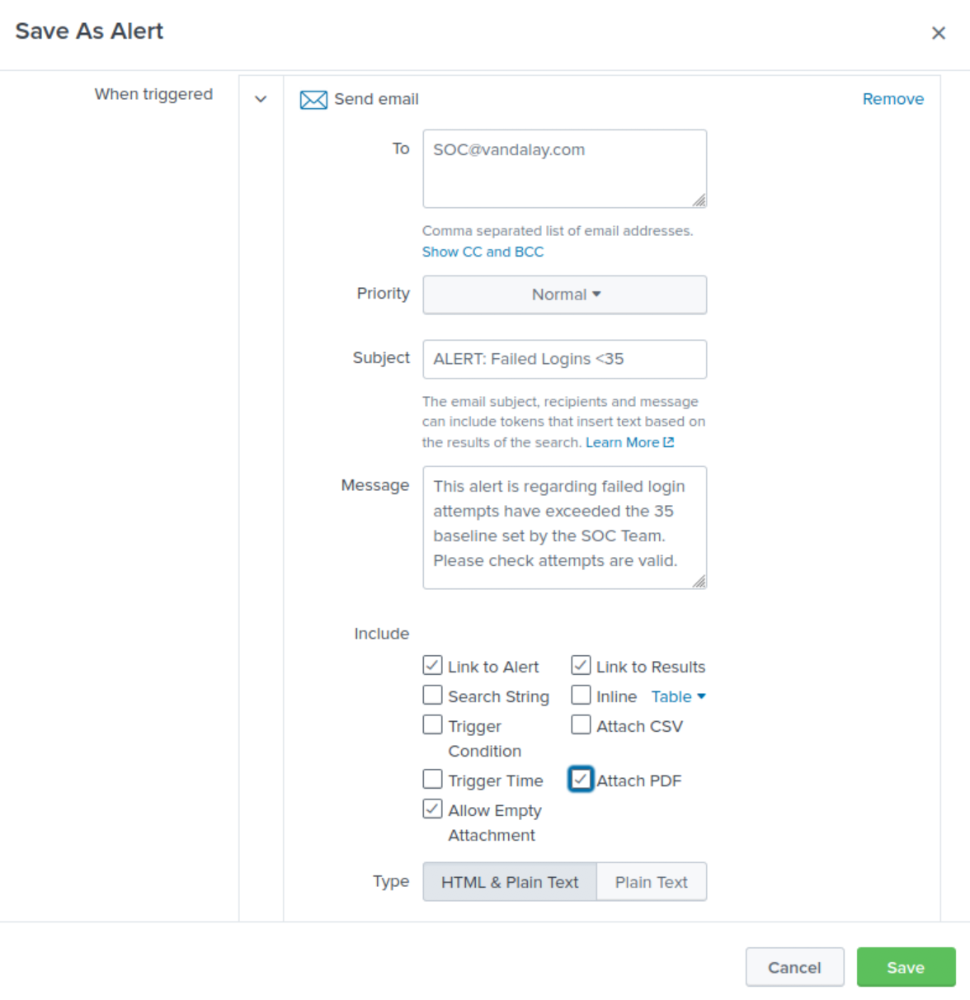 Save As Alert
When triggered
Send email
Remove
To
SOC@vandalay.com
Comma separated list of email addresses.
Show CC and BCC
Priority
Normal
Subject
ALERT: Failed Logins <35
The email subject, recipients and message
can include tokens that insert text based on
the results of the search. Learn More
Message
This alert is regarding failed login
attempts have exceeded the 35
baseline set by the SOC Team.
Please check attempts are valid.
Include
Link to Alert
Link to Results
Search String
Inline Table
Trigger
Condition
Attach CSV
Trigger Time
Attach PDF
Allow Empty
Attachment
Type
HTML & Plain Text
Plain Text
Cancel
Save